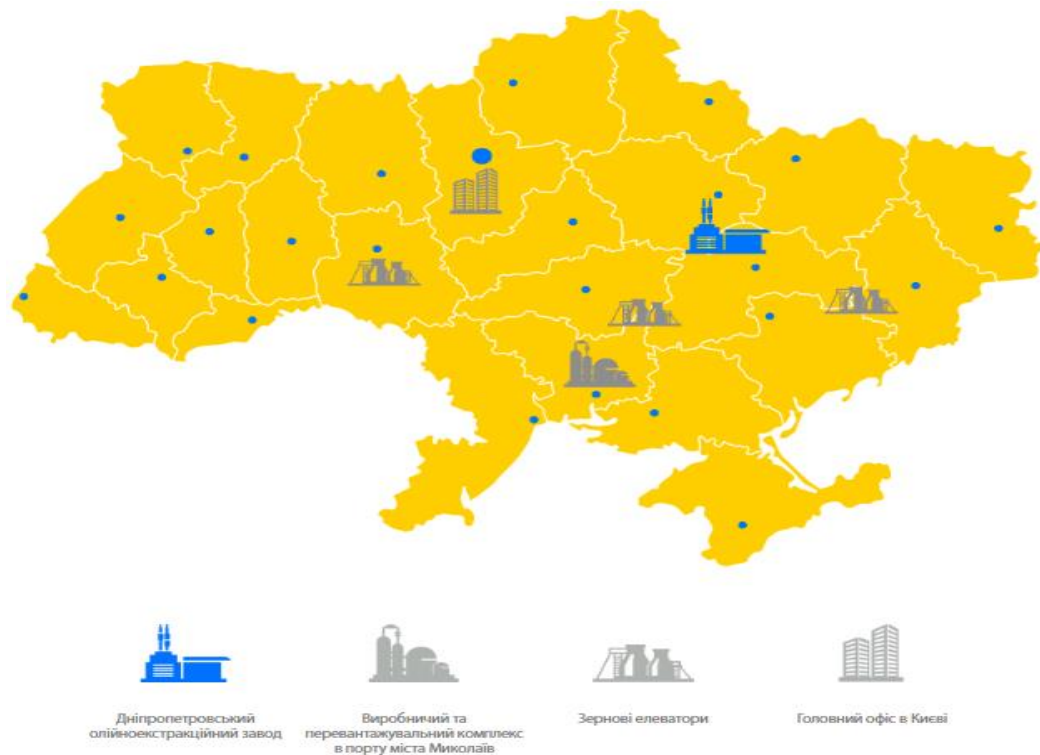 Дніпропетровський
олійноекстракційний завод
Виробничий та
перевантажувальний комплекс
в порту міста Миколаїв
Зернові елеватори
Головний офіс в Києві